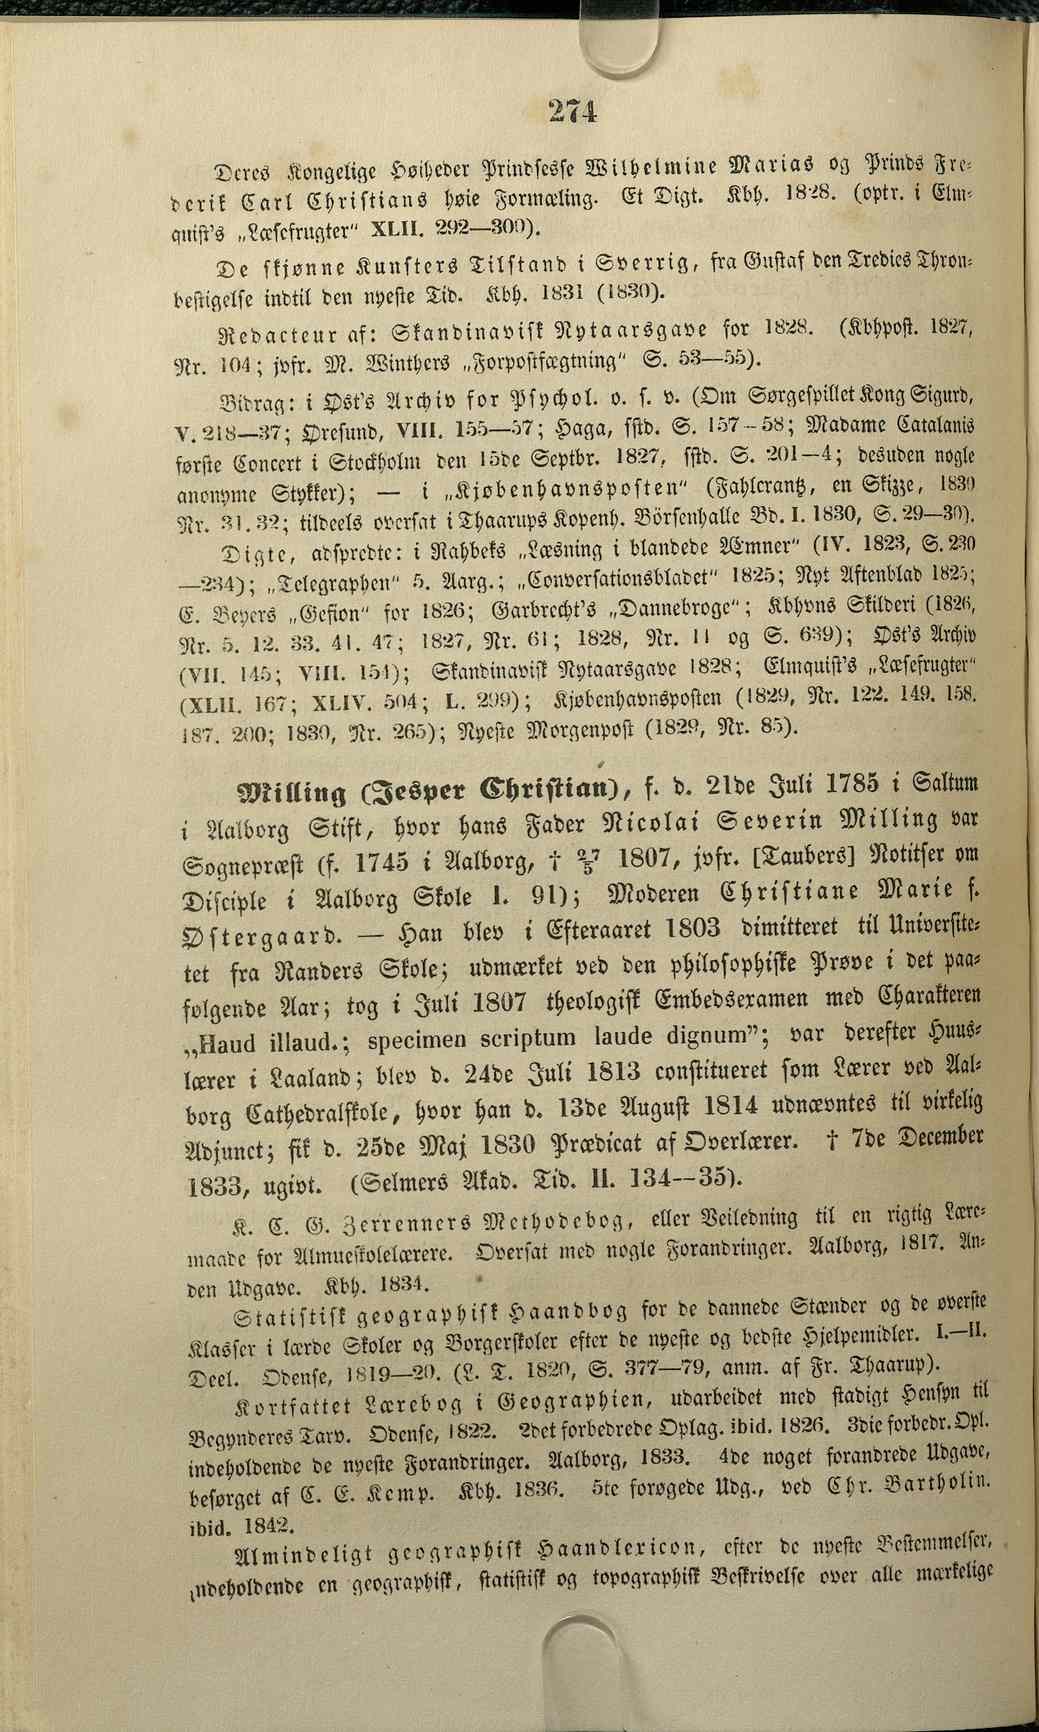 274
Deres Kongelige Høiheder Prindsesse Wilhelmine Marias og Prinds Fre-
derik Carl Christians høie Formæling. Et Digt. Kbh. 1828. (optr. i Elm-
quist's „Læsefrugter“ XLII. 292—300).
De skjønne Kunsters Tilstand i Sverrig, fra Gustaf den Tredies Thron-
bestigelse indtil den nyeste Tid. Kbh. 1831 (1830).
Redacteur af: Skandinavisk Nytaarsgave for 1828. (Kbhpost. 1827,
Nr. 104; jvfr. M. Winthers „Forpostfægtning“ S. 53—55).
Bidrag: i Øst's Archiv for Psychol. o. s. v. (Om Sørgespillet Kong Sigurd,
V. 218—37; Øresund, VIII. 155—57; Haga, sstd. S. 157—58; Madame Catalanis
første Concert i Stockholm den 15de Septbr. 1827, sstd. S. 201—4; desuden nogle
anonyme Stykker); — i „Kjøbenhavnsposten“ (Fahlcrantz, en Skizze, 1830
Nr. 31. 32; tildeels oversat i Thaarups Kopenh. Börsenhalle Bd. I. 1830, S. 29—30).
Digte, adspredte: i Rahbeks „Læsning i blandede Æmner“ (IV. 1823, S. 230
—234); „Telegraphen“ 5. Aarg.; „Conversationsbladet“ 1825; Nyt Aftenblad 1825;
E. Beyers „Gefion“ for 1826; Garbrecht's „Dannebroge“; Kbhvns Skilderi (1826,
Nr. 5. 12. 33. 41. 47; 1827, Nr. 61; 1828, Nr. 11 og S. 639); Øst's Archiv
(VII. 145; VIII. 154); Skandinavisk Nytaarsgave 1828; Elmquist's „Læsefrugter“
(XLII. 167; XLIV. 504; L. 299); Kjøbenhavnsposten (1829, Nr. 122. 149. 158.
187. 200; 1830, Nr. 265); Nyeste Morgenpost (1829, Nr. 85).
Milling (Jesper Christian), f. d. 21de Juli 1785 i Saltum
i Aalborg Stift, hvor hans Fader Nicolai Severin Milling var
Sognepræst (f. 1745 i Aalborg, † 27/5 1807, jvfr. [Taubers] Notitser om
Disciple i Aalborg Skole I. 91); Moderen Christiane Marie f.
Østergaard. — Han blev i Efteraaret 1803 dimitteret til Universite-
tet fra Randers Skole; udmærket ved den philosophiske Prøve i det paa-
følgende Aar; tog i Juli 1807 theologisk Embedsexamen med Charakteren
„Haud illaud.; specimen scriptum laude dignum”; var derefter Huus-
lærer i Laaland; blev d. 24de Juli 1813 constitueret som Lærer ved Aal-
borg Cathedralskole, hvor han d. 13de August 1814 udnævntes til virkelig
Adjunct; fik d. 25de Maj 1830 Prædicat af Overlærer. † 7de December
1833, ugivt. (Selmers Akad. Tid. II. 134—35).
K. C. G. Zerrenners Methodebog, eller Veiledning til en rigtig Lære-
maade for Almueskolelærere. Oversat med nogle Forandringer. Aalborg, 1817. An-
den Udgave. Kbh. 1834.
Statistisk geographisk Haandbog for de dannede Stænder og de øverste
Klasser i lærde Skoler og Borgerskoler efter de nyeste og bedste Hjelpemidler. I.—II.
Deel. Odense, 1819—20. (L. T. 1820, S. 377—79, anm. af Fr. Thaarup).
Kortfattet Lærebog i Geographien, udarbeidet med stadigt Hensyn til
Begynderes Tarv. Odense, 1822. 2det forbedrede Oplag. ibid. 1826. 3die forbedr. Opl.
indeholdende de nyeste Forandringer. Aalborg, 1833. 4de noget forandrede Udgave,
besørget af C. E. Kemp. Kbh. 1836. 5te forøgede Udg., ved Chr. Bartholin.
ibid. 1842.
Almindeligt geographisk Haandlexicon, efter de nyeste Bestemmelser,
indeholdende en geographisk, statistisk og topographisk Beskrivelse over alle mærkelige